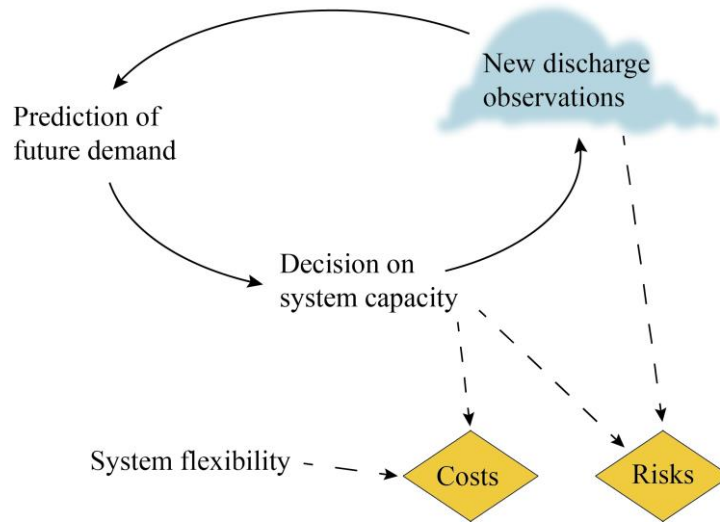 New discharge
observations
Prediction of
future demand
Decision on
system capacity
System flexibility
Costs
Risks